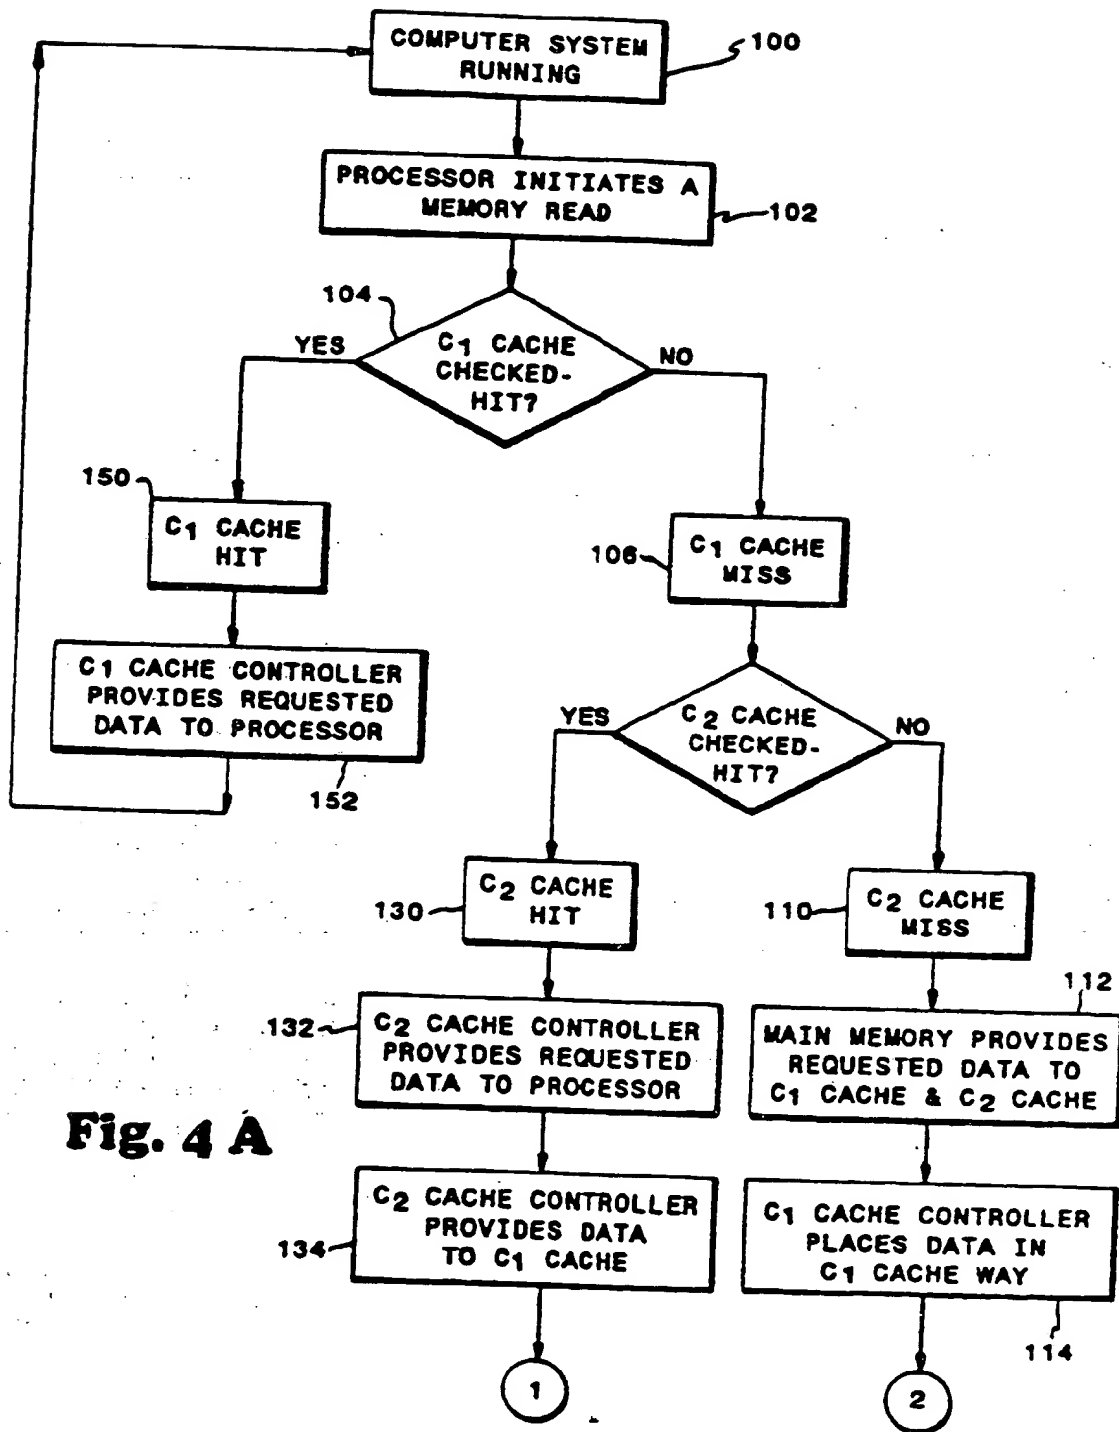 COMPUTER SYSTEM
RUNNING
100
PROCESSOR INITIATES A
MEMORY READ
102
104
YES
C1 CACHE
CHECKED-
HIT?
NO
150
C1 CACHE
HIT
106
C1 CACHE
MISS
C1 CACHE CONTROLLER
PROVIDES REQUESTED
DATA TO PROCESSOR
152
YES
C2 CACHE
CHECKED-
HIT?
NO
130
C2 CACHE
HIT
110
C2 CACHE
MISS
132
C2 CACHE CONTROLLER
PROVIDES REQUESTED
DATA TO PROCESSOR
112
MAIN MEMORY PROVIDES
REQUESTED DATA TO
C1 CACHE & C2 CACHE
Fig. 4 A
134
C2 CACHE CONTROLLER
PROVIDES DATA
TO C1 CACHE
C1 CACHE CONTROLLER
PLACES DATA IN
C1 CACHE WAY
114
1
2